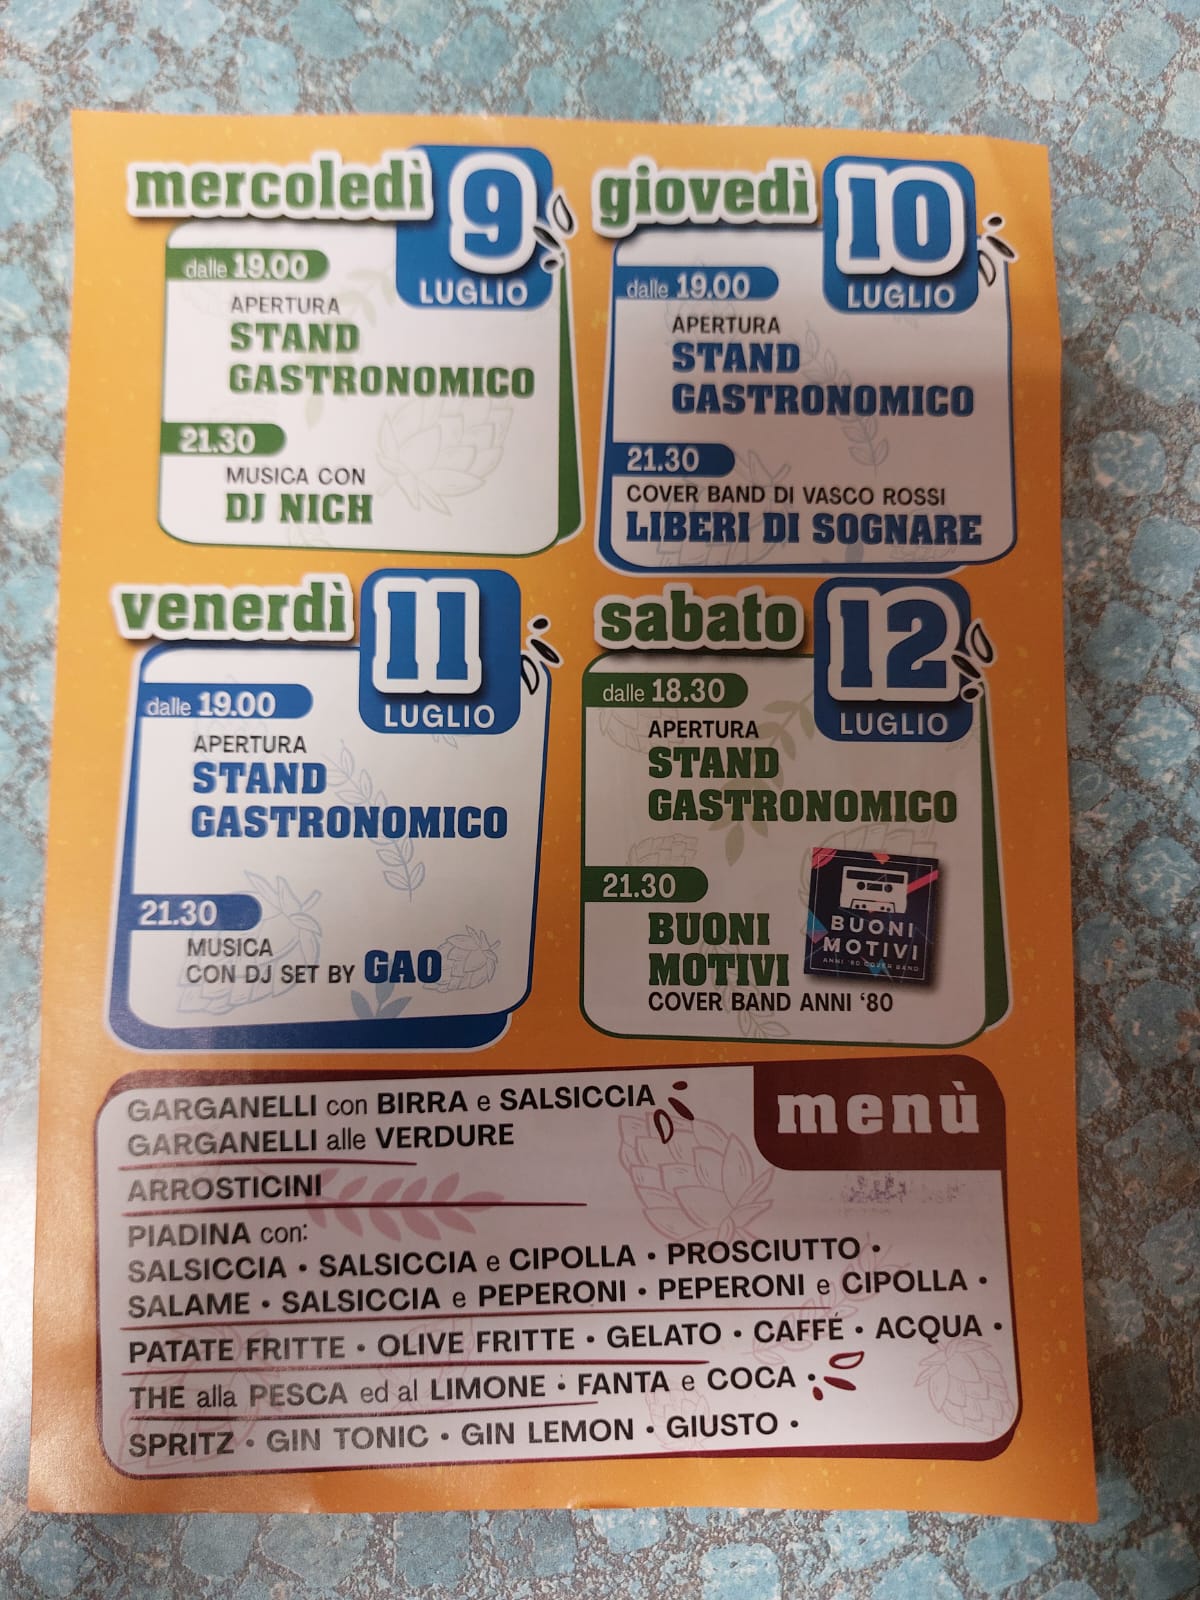 mercoledì 9
LUGLIO
dalle 19.00
APERTURA
STAND
GASTRONOMICO
21.30
MUSICA CON
DJ NICH
giovedì 10
LUGLIO
dalle 19.00
APERTURA
STAND
GASTRONOMICO
21.30
COVER BAND DI VASCO ROSSI
LIBERI DI SOGNARE
venerdì 11
LUGLIO
dalle 19.00
APERTURA
STAND
GASTRONOMICO
21.30
MUSICA
CON DJ SET BY GAO
sabato 12
LUGLIO
dalle 18.30
APERTURA
STAND
GASTRONOMICO
21.30
BUONI
MOTIVI
COVER BAND ANNI ‘80
BUONI
MOTIVI
ANNI '80 COVER BAND
menù
GARGANELLI con BIRRA e SALSICCIA
GARGANELLI alle VERDURE
ARROSTICINI
PIADINA con:
SALSICCIA • SALSICCIA e CIPOLLA • PROSCIUTTO •
SALAME • SALSICCIA e PEPERONI • PEPERONI e CIPOLLA •
PATATE FRITTE • OLIVE FRITTE • GELATO • CAFFÉ • ACQUA •
THE alla PESCA ed al LIMONE • FANTA e COCA •
SPRITZ • GIN TONIC • GIN LEMON • GIUSTO •